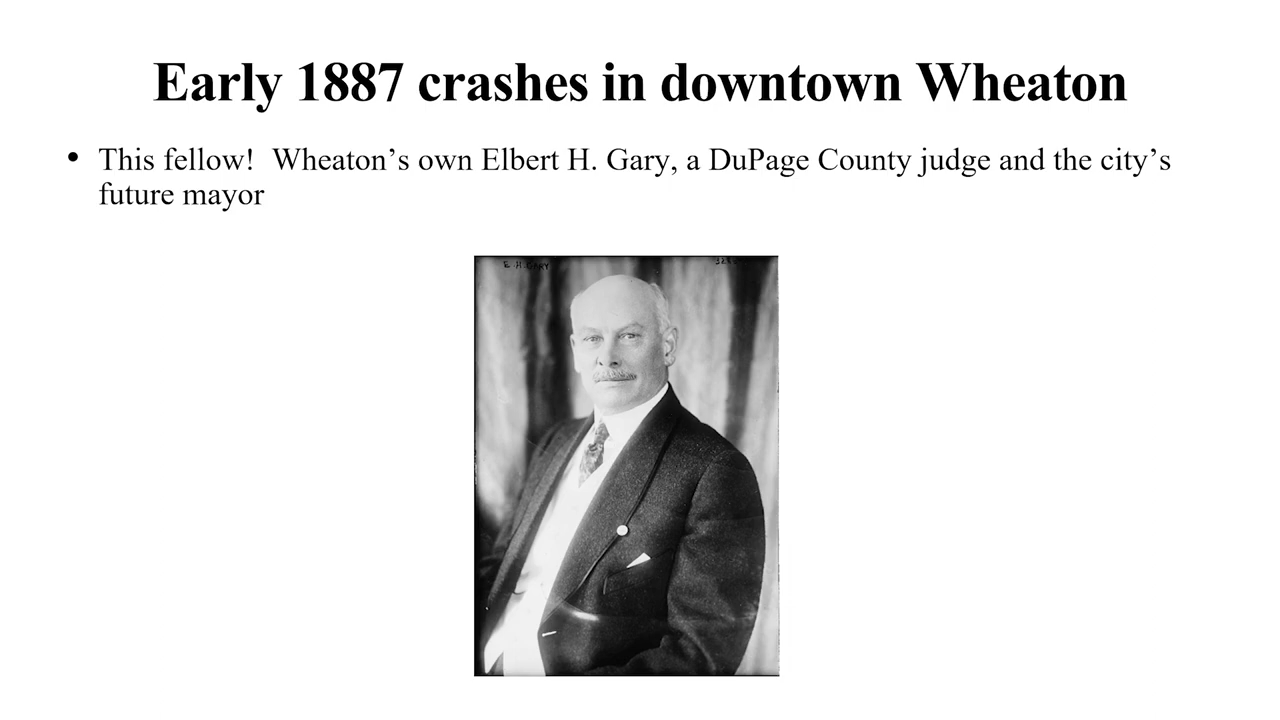 Early 1887 crashes in downtown Wheaton
• This fellow!  Wheaton’s own Elbert H. Gary, a DuPage County judge and the city’s
future mayor
E. H. GARY